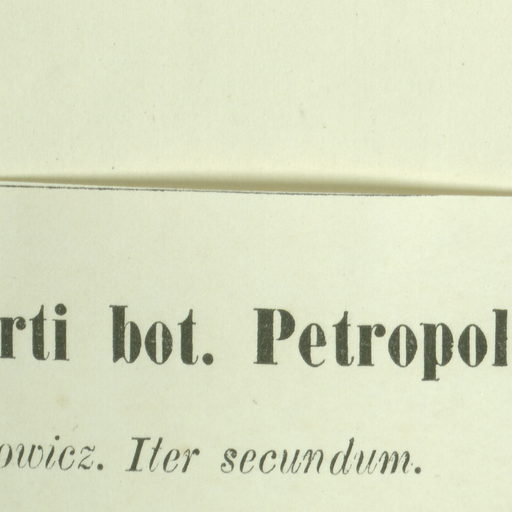 rti bot. Petropol
owicz. Iter secundum.